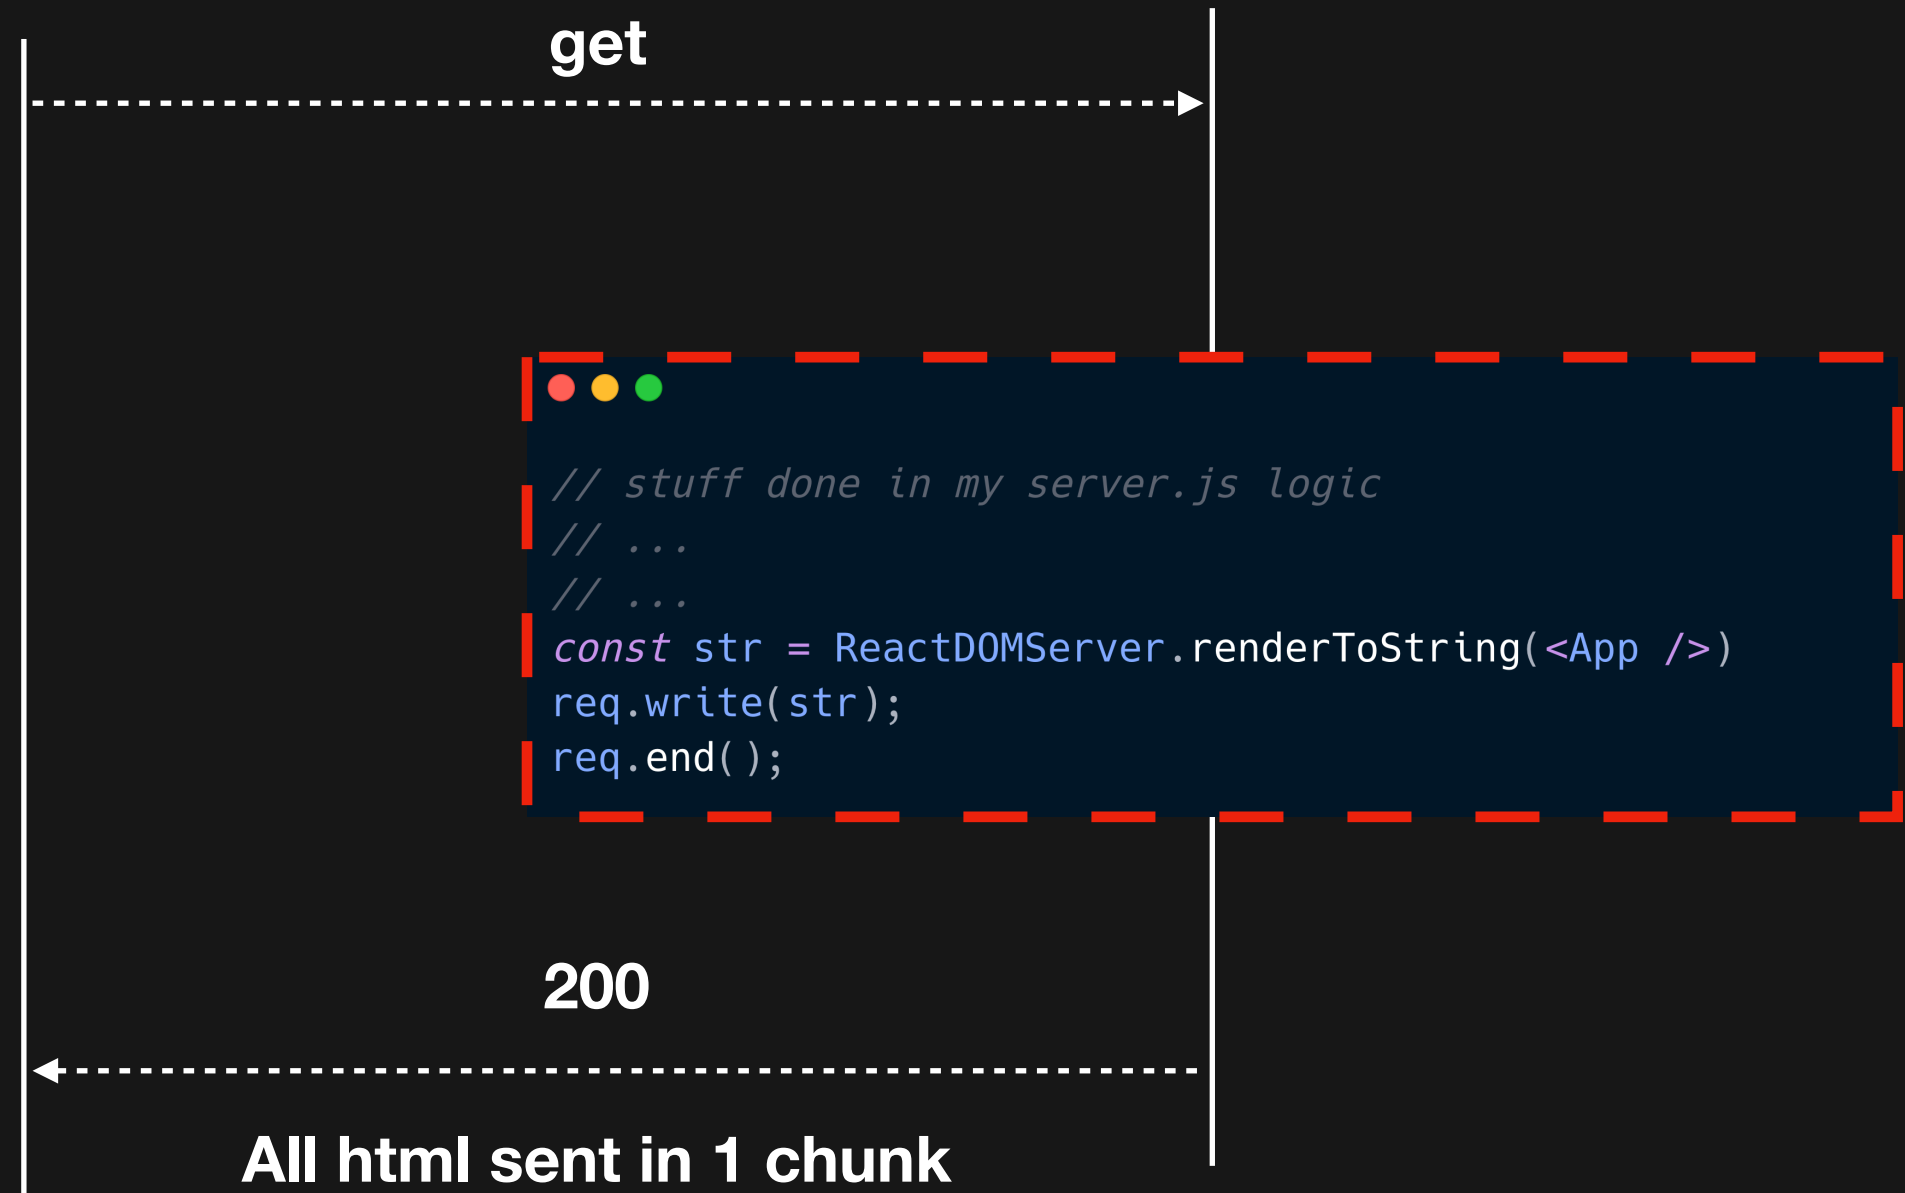 get
// stuff done in my server.js logic
// ...
// ...
const str = ReactDOMServer.renderToString(<App />)
req.write(str);
req.end();
200
All html sent in 1 chunk